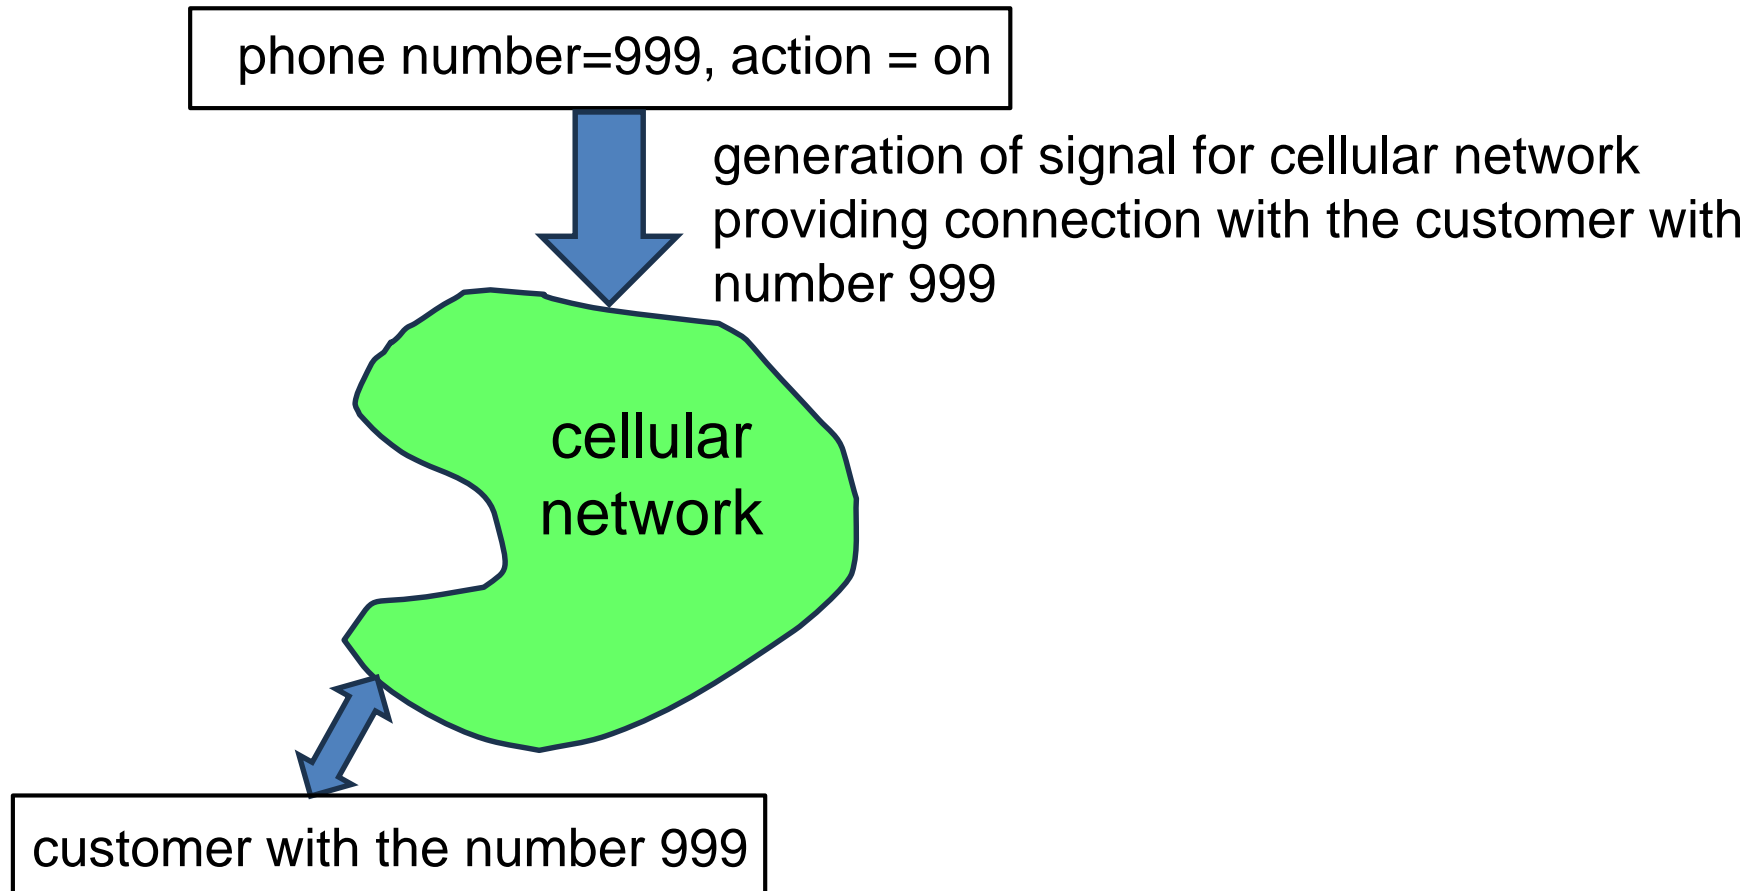 phone number=999, action = on
generation of signal for cellular network
providing connection with the customer with
number 999
cellular
network
customer with the number 999